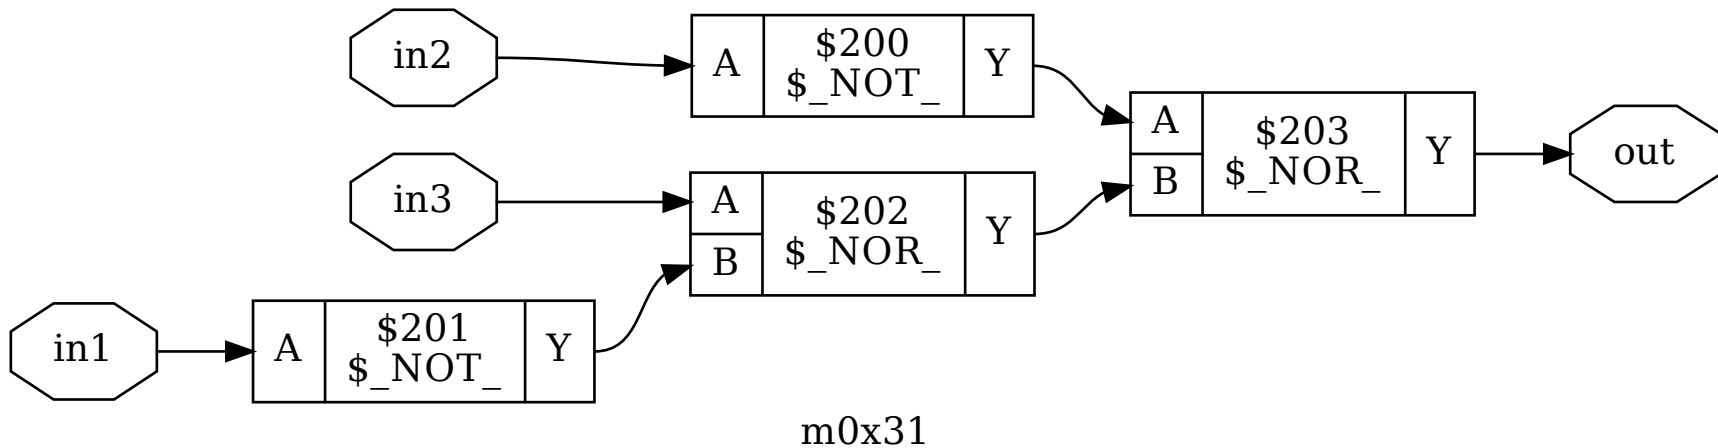 in2
A
$200
$_NOT_
Y
in3
A
B
$202
$_NOR_
Y
in1
A
$201
$_NOT_
Y
A
B
$203
$_NOR_
Y
out
m0x31